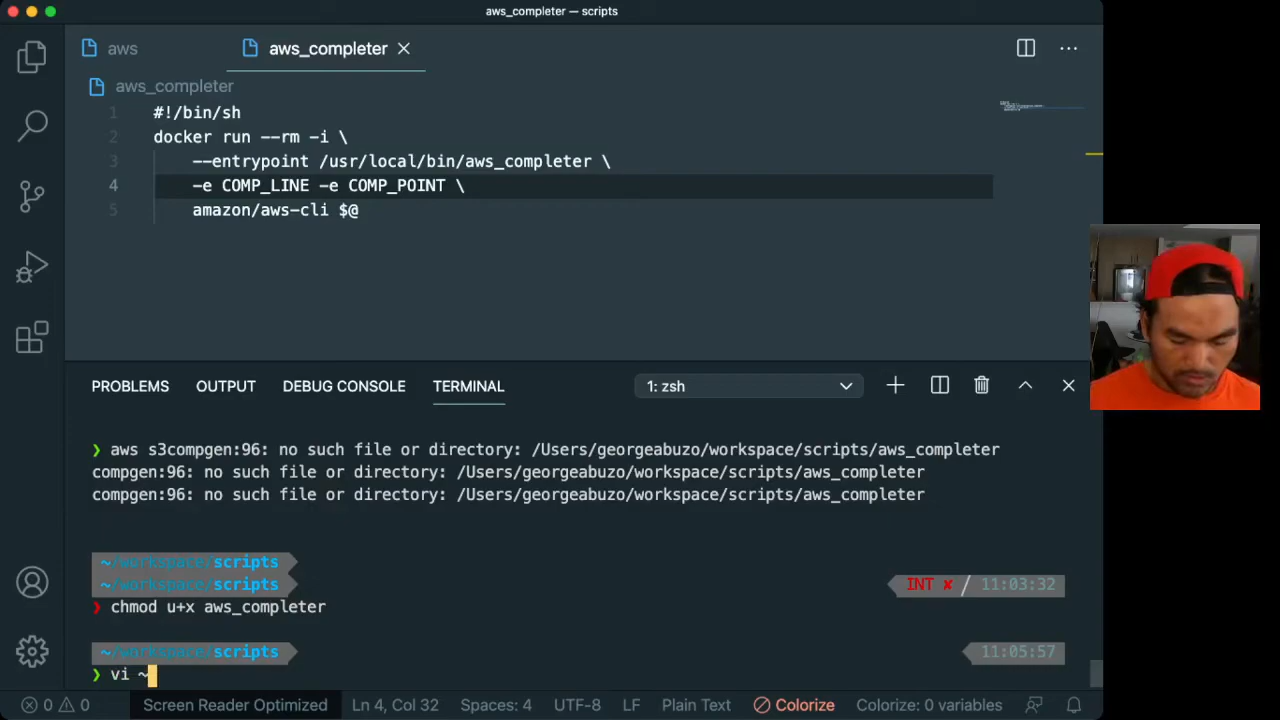 aws_completer — scripts
aws
aws_completer
aws_completer
1 #!/bin/sh
2 docker run --rm -i \
3 --entrypoint /usr/local/bin/aws_completer \
4 -e COMP_LINE -e COMP_POINT \
5 amazon/aws-cli $@
PROBLEMS OUTPUT DEBUG CONSOLE TERMINAL 1: zsh
❯ aws s3compgen:96: no such file or directory: /Users/georgeabuzo/workspace/scripts/aws_completer
compgen:96: no such file or directory: /Users/georgeabuzo/workspace/scripts/aws_completer
compgen:96: no such file or directory: /Users/georgeabuzo/workspace/scripts/aws_completer
~/workspace/scripts
~/workspace/scripts INT ✘ / 11:03:32
❯ chmod u+x aws_completer
~/workspace/scripts 11:05:57
❯ vi ~
0 0 Screen Reader Optimized Ln 4, Col 32 Spaces: 4 UTF-8 LF Plain Text Colorize Colorize: 0 variables